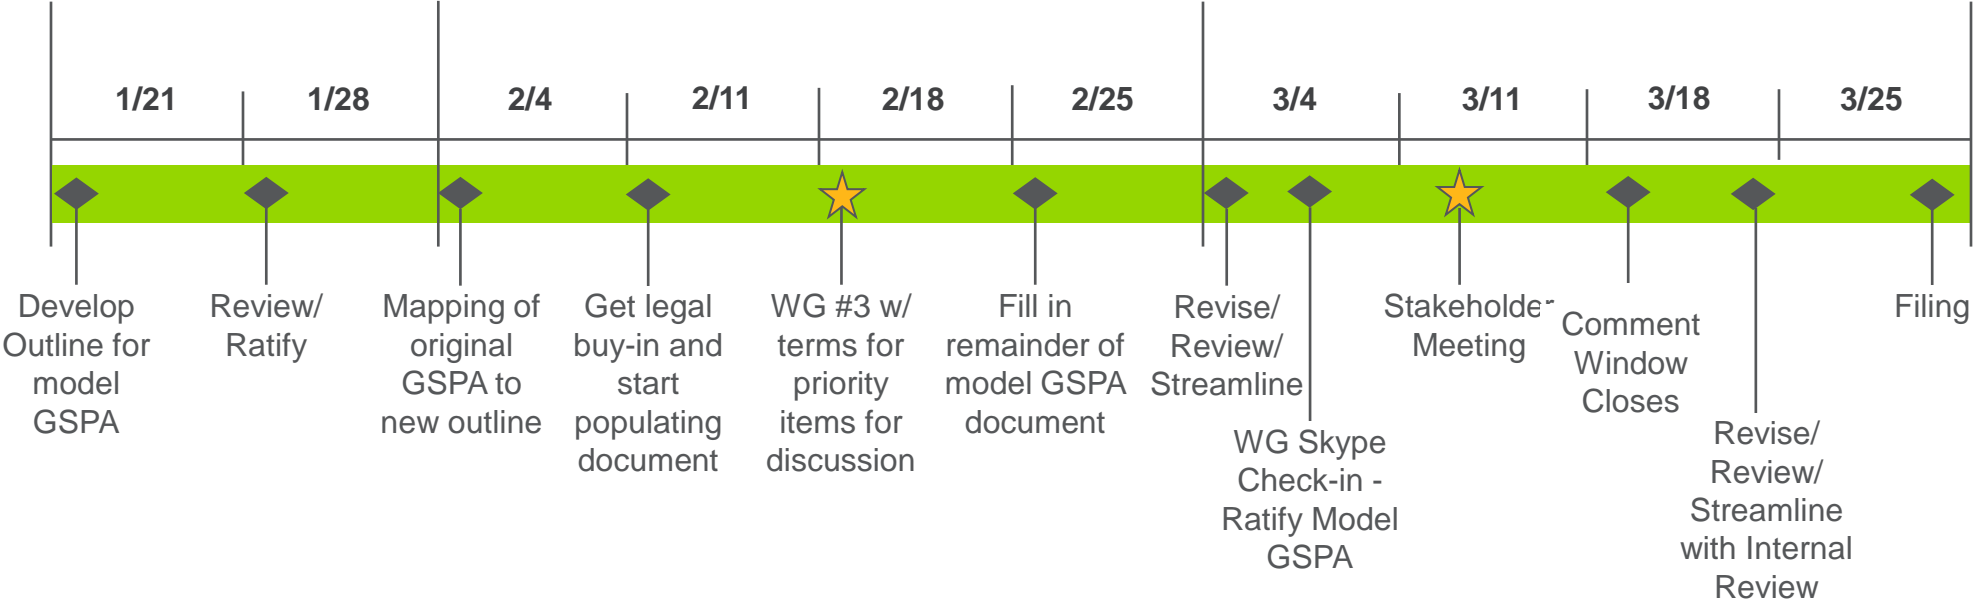 1/21
1/28
2/4
2/11
2/18
2/25
3/4
3/11
3/18
3/25
Develop
Outline for
model
GSPA
Review/
Ratify
Mapping of
original
GSPA to
new outline
Get legal
buy-in and
start
populating
document
WG #3 w/
terms for
priority
items for
discussion
Fill in
remainder of
model GSPA
document
Revise/
Review/
Streamline
WG Skype
Check-in -
Ratify Model
GSPA
Stakeholder
Meeting
Comment
Window
Closes
Revise/
Review/
Streamline
with Internal
Review
Filing